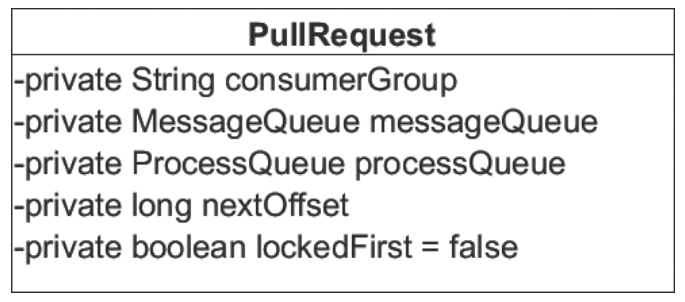 PullRequest
-private String consumerGroup
-private MessageQueue messageQueue
-private ProcessQueue processQueue
-private long nextOffset
-private boolean lockedFirst = false